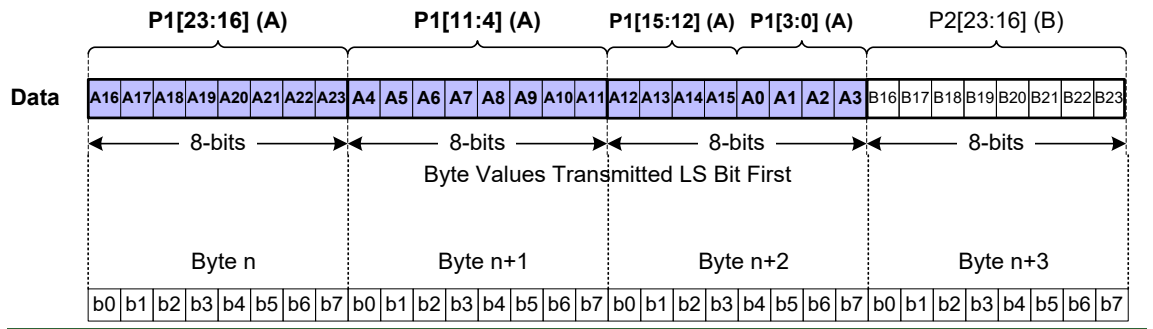 P1[23:16] (A) P1[11:4] (A) P1[15:12] (A) P1[3:0] (A) P2[23:16] (B)
Data A16 A17 A18 A19 A20 A21 A22 A23 A4 A5 A6 A7 A8 A9 A10 A11 A12 A13 A14 A15 A0 A1 A2 A3 B16 B17 B18 B19 B20 B21 B22 B23
8-bits 8-bits 8-bits 8-bits
Byte Values Transmitted LS Bit First
Byte n Byte n+1 Byte n+2 Byte n+3
b0 b1 b2 b3 b4 b5 b6 b7 b0 b1 b2 b3 b4 b5 b6 b7 b0 b1 b2 b3 b4 b5 b6 b7 b0 b1 b2 b3 b4 b5 b6 b7